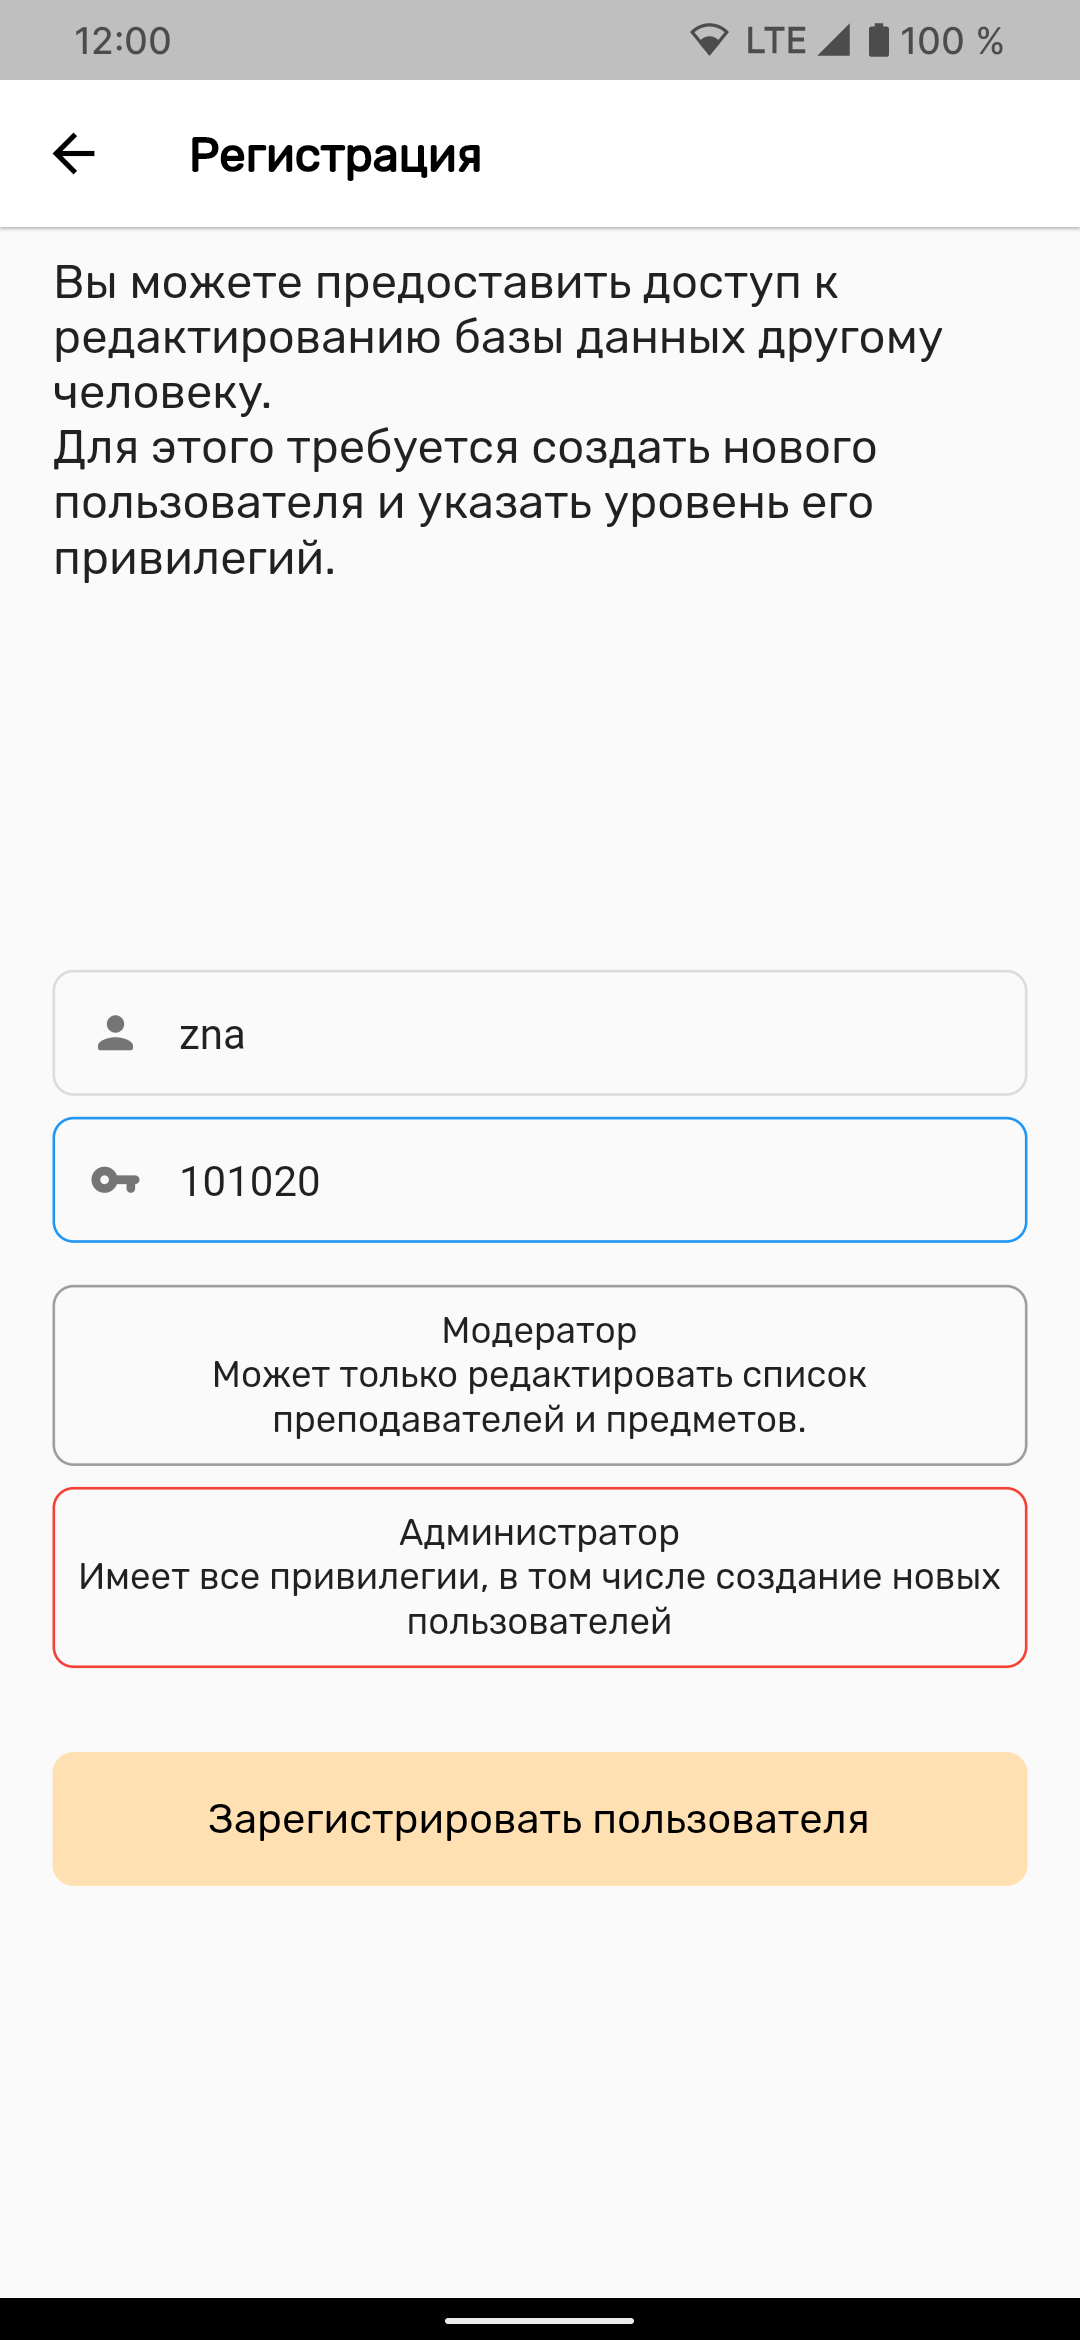 12:00 LTE 100 %
Регистрация
Вы можете предоставить доступ к
редактированию базы данных другому
человеку.
Для этого требуется создать нового
пользователя и указать уровень его
привилегий.
zna
101020
Модератор
Может только редактировать список
преподавателей и предметов.
Администратор
Имеет все привилегии, в том числе создание новых
пользователей
Зарегистрировать пользователя